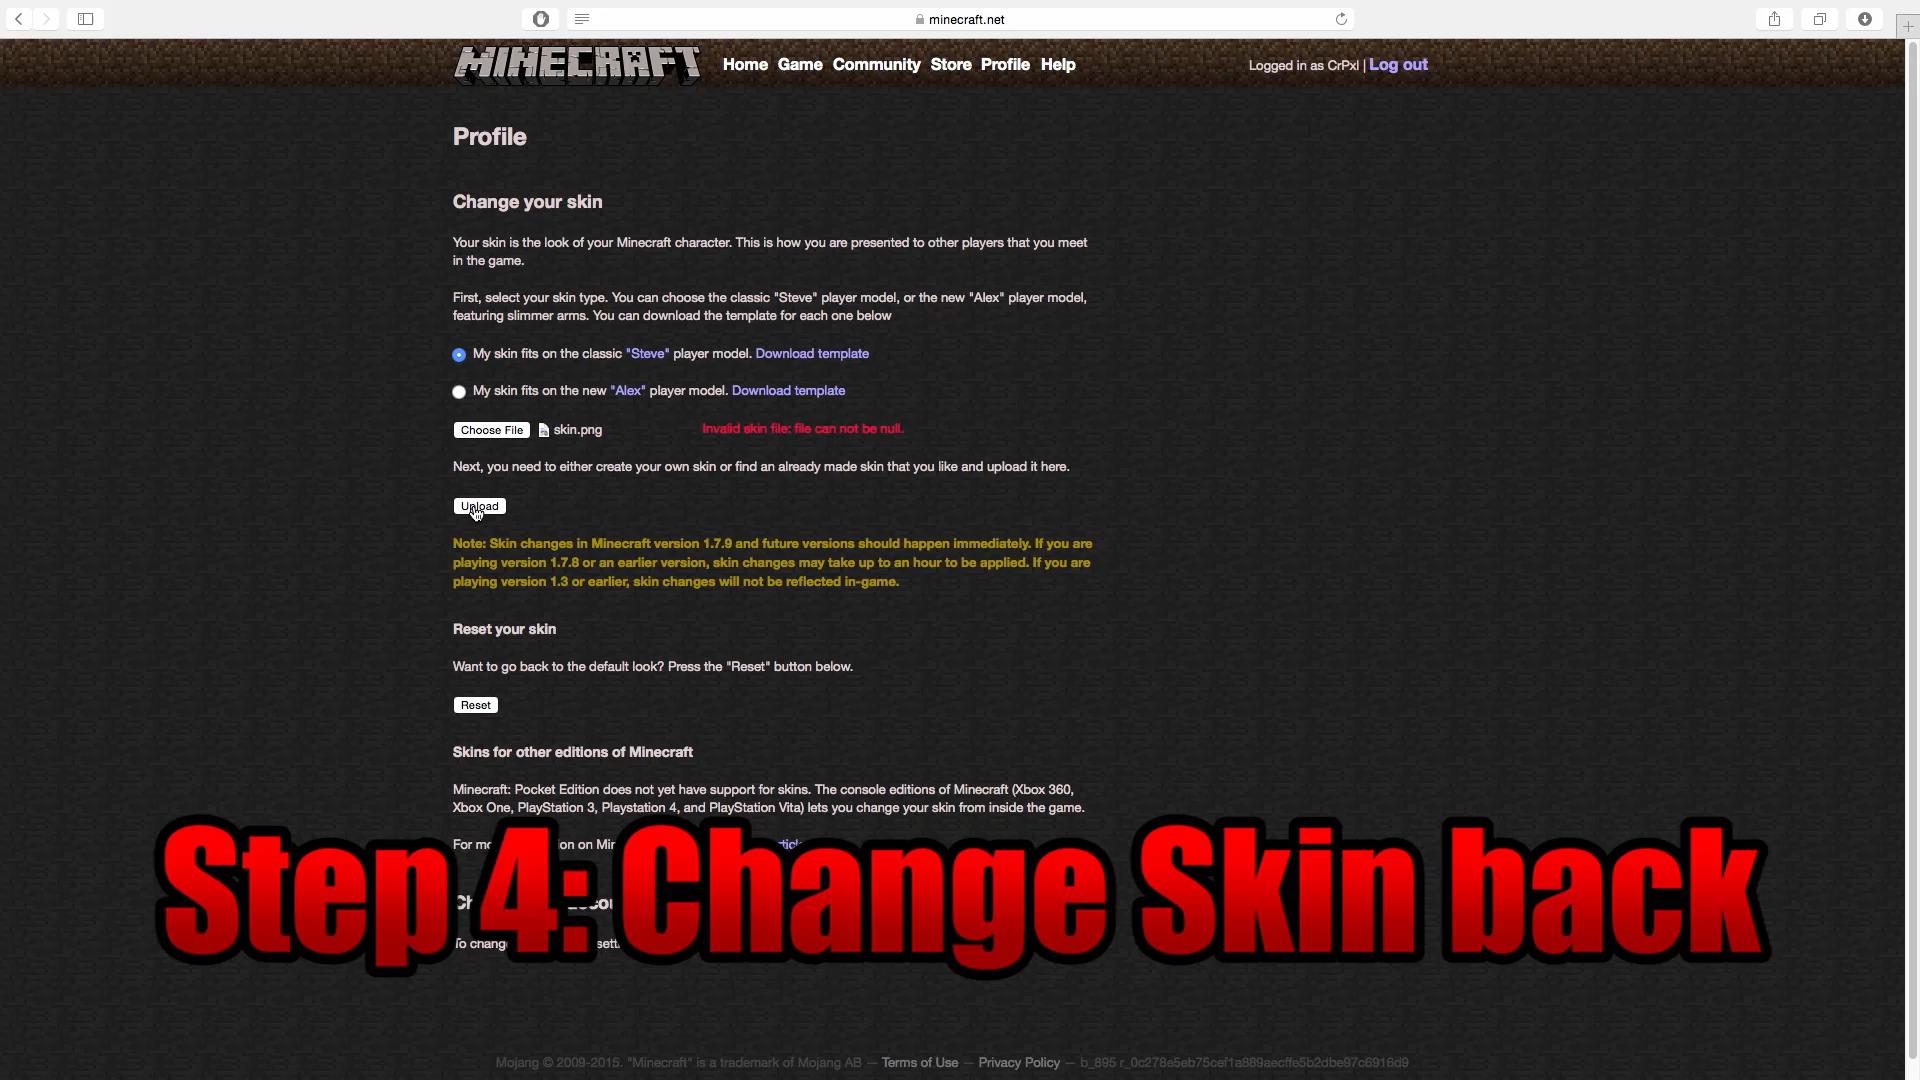 minecraft.net
MINECRAFT Home Game Community Store Profile Help Logged in as CrPxl | Log out
Profile
Change your skin
Your skin is the look of your Minecraft character. This is how you are presented to other players that you meet
in the game.
First, select your skin type. You can choose the classic "Steve" player model, or the new "Alex" player model,
featuring slimmer arms. You can download the template for each one below
My skin fits on the classic "Steve" player model. Download template
My skin fits on the new "Alex" player model. Download template
Choose File skin.png Invalid skin file: file can not be null.
Next, you need to either create your own skin or find an already made skin that you like and upload it here.
Upload
Note: Skin changes in Minecraft version 1.7.9 and future versions should happen immediately. If you are
playing version 1.7.8 or an earlier version, skin changes may take up to an hour to be applied. If you are
playing version 1.3 or earlier, skin changes will not be reflected in-game.
Reset your skin
Want to go back to the default look? Press the "Reset" button below.
Reset
Skins for other editions of Minecraft
Minecraft: Pocket Edition does not yet have support for skins. The console editions of Minecraft (Xbox 360,
Xbox One, PlayStation 3, Playstation 4, and PlayStation Vita) lets you change your skin from inside the game.
For on
Step 4: Change Skin back
To
Mojang © 2009-2015. "Minecraft" is a trademark of Mojang AB — Terms of Use — Privacy Policy — b_895